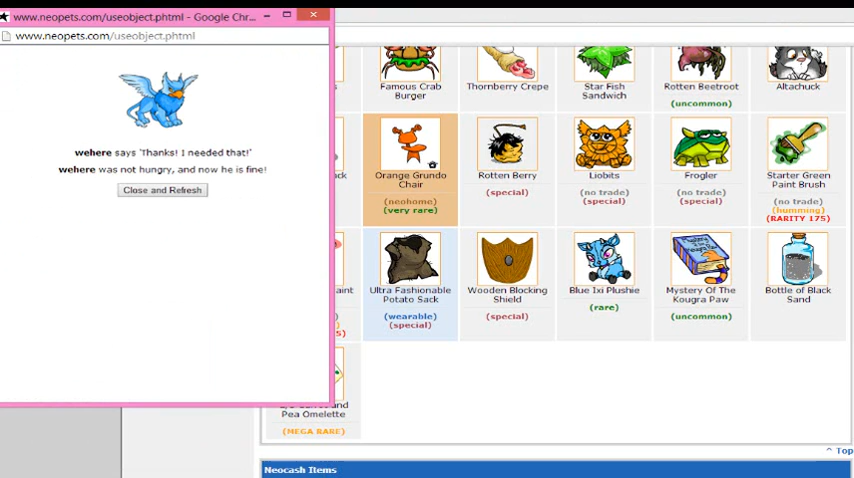 www.neopets.com/useobject.phtml - Google Chr...
www.neopets.com/useobject.phtml
wehere says 'Thanks! I needed that!'
wehere was not hungry, and now he is fine!
Close and Refresh
Famous Crab
Burger
Thornberry Crepe
Star Fish
Sandwich
Rotten Beetroot
(uncommon)
Altachuck
Orange Grundo
Chair
(neohome)
(very rare)
Rotten Berry
(special)
Liobits
(no trade)
(special)
Frogler
(no trade)
(special)
Starter Green
Paint Brush
(no trade)
(humming)
(RARITY 175)
Ultra Fashionable
Potato Sack
(wearable)
(special)
Wooden Blocking
Shield
(special)
Blue Ixi Plushie
(rare)
Mystery Of The
Kougra Paw
(uncommon)
Bottle of Black
Sand
Pea Omelette
(MEGA RARE)
^ Top
Neocash Items